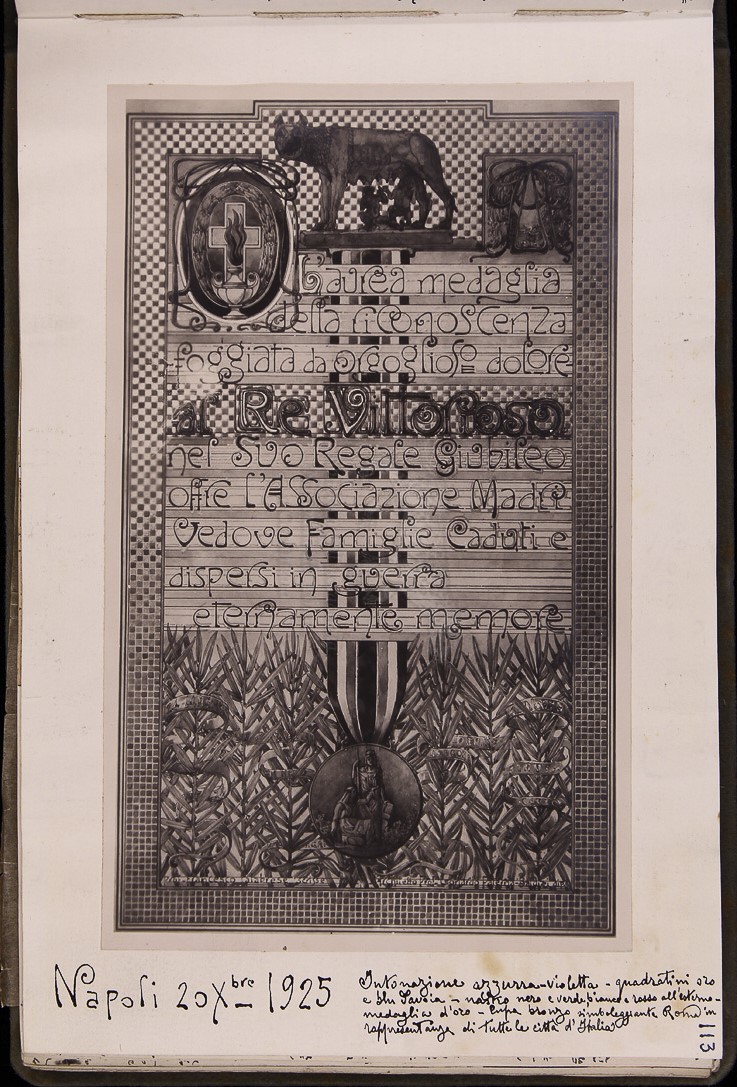 L'aurea medaglia
della riconoscenza
foggiata da orgoglioso dolore
al Re Vittorioso
nel Suo Regale Giubileo
offre l'Associazione Madri
Vedove Famiglie Caduti e
dispersi in guerra
eternamente memore
Napoli 20 Xbre 1925
Intonazione azzurra-violetta - quadratini oro
e blu Savoia - nastro nero e verde bianco e rosso all'esterno -
medaglia d'oro - Lupa bronzo simboleggiante Roma in
rappresentanza di tutte le città d'Italia
113